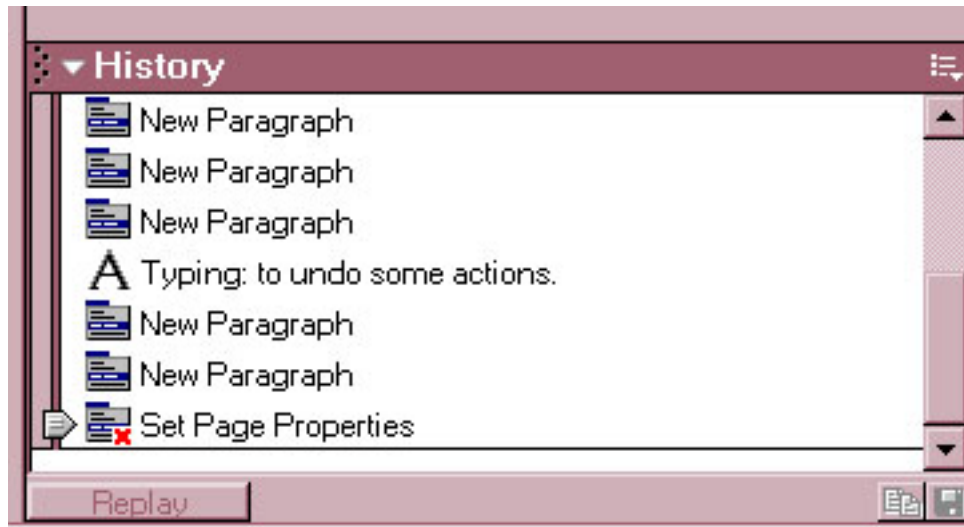 History
New Paragraph
New Paragraph
New Paragraph
A Typing: to undo some actions.
New Paragraph
New Paragraph
Set Page Properties
Replay